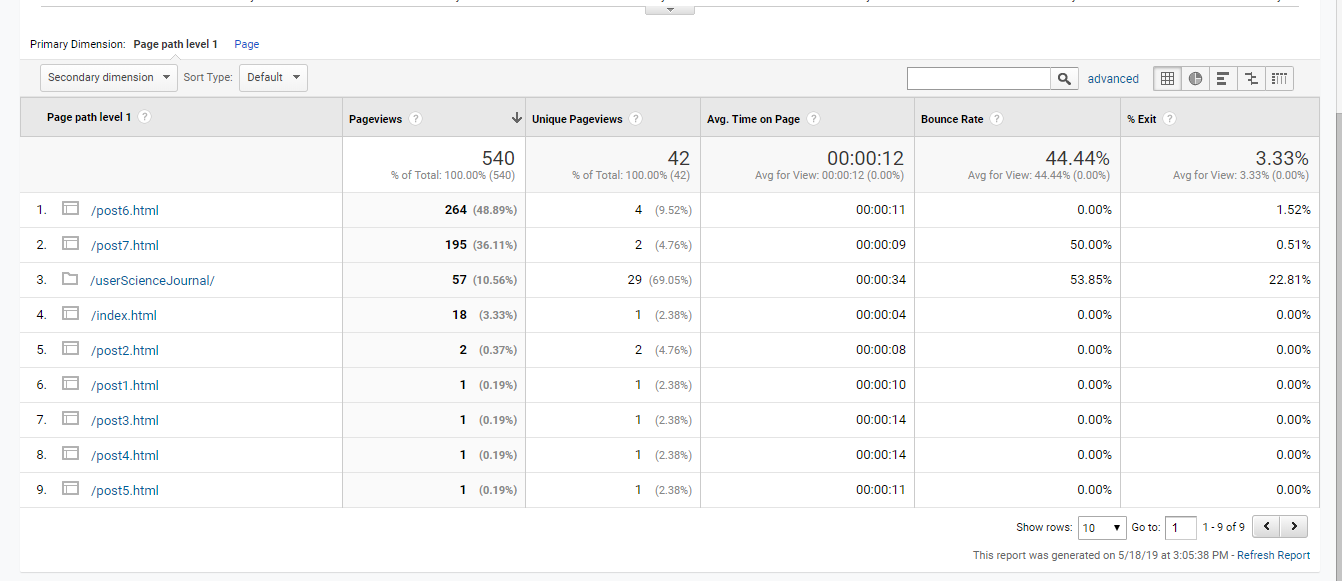 Primary Dimension: Page path level 1 Page
Secondary dimension Sort Type: Default advanced
Page path level 1 ? Pageviews ? Unique Pageviews ? Avg. Time on Page ? Bounce Rate ? % Exit ?
540 42 00:00:12 44.44% 3.33%
% of Total: 100.00% (540) % of Total: 100.00% (42) Avg for View: 00:00:12 (0.00%) Avg for View: 44.44% (0.00%) Avg for View: 3.33% (0.00%)
1. /post6.html 264 (48.89%) 4 (9.52%) 00:00:11 0.00% 1.52%
2. /post7.html 195 (36.11%) 2 (4.76%) 00:00:09 50.00% 0.51%
3. /userScienceJournal/ 57 (10.56%) 29 (69.05%) 00:00:34 53.85% 22.81%
4. /index.html 18 (3.33%) 1 (2.38%) 00:00:04 0.00% 0.00%
5. /post2.html 2 (0.37%) 2 (4.76%) 00:00:08 0.00% 0.00%
6. /post1.html 1 (0.19%) 1 (2.38%) 00:00:10 0.00% 0.00%
7. /post3.html 1 (0.19%) 1 (2.38%) 00:00:14 0.00% 0.00%
8. /post4.html 1 (0.19%) 1 (2.38%) 00:00:14 0.00% 0.00%
9. /post5.html 1 (0.19%) 1 (2.38%) 00:00:11 0.00% 0.00%
Show rows: 10 Go to: 1 1 - 9 of 9
This report was generated on 5/18/19 at 3:05:38 PM - Refresh Report